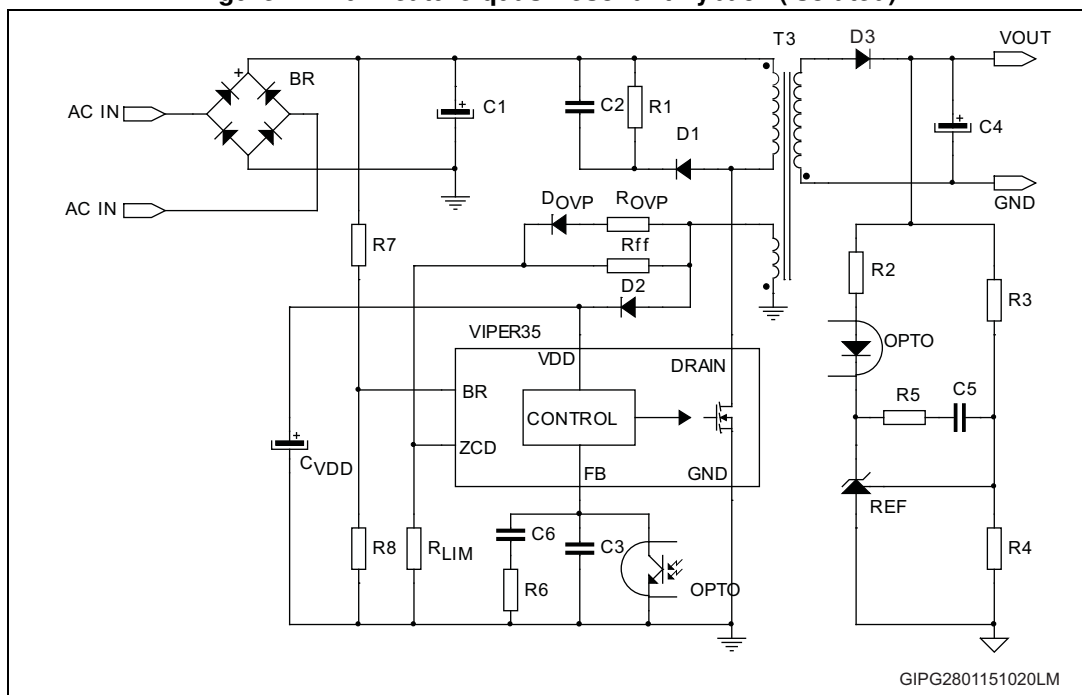 T3
D3
VOUT
BR
AC IN
C1
C2
R1
D1
C4
AC IN
GND
DOVP
ROVP
R7
Rff
D2
R2
R3
VIPER35
VDD
DRAIN
OPTO
BR
CONTROL
R5
C5
ZCD
CVDD
FB
GND
REF
R8
RLIM
C6
C3
R4
R6
OPTO
GIPG2801151020LM